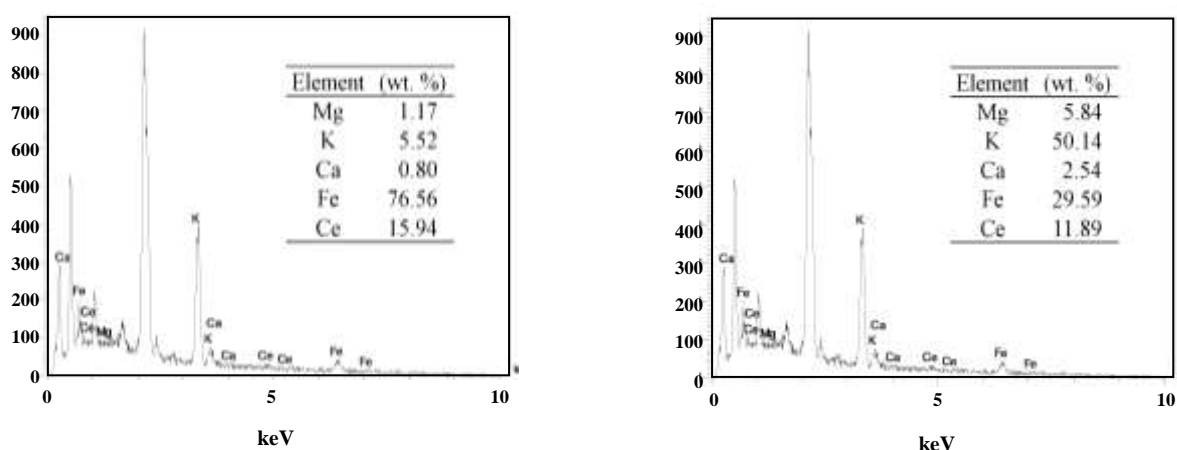 900
800
700
600
500
400
300
200
100
0
Element (wt. %)
Mg 1.17
K 5.52
Ca 0.80
Fe 76.56
Ce 15.94
K
Ca
Fe
Ce
Ce Mg
Ca
K
Ca
Ce Ce
Fe
Fe
0 5 10
keV
900
800
700
600
500
400
300
200
100
0
Element (wt. %)
Mg 5.84
K 50.14
Ca 2.54
Fe 29.59
Ce 11.89
K
Ca
Fe
Ce
Ce Mg
Ca
K
Ca
Ce Ce
Fe
Fe
0 5 10
keV